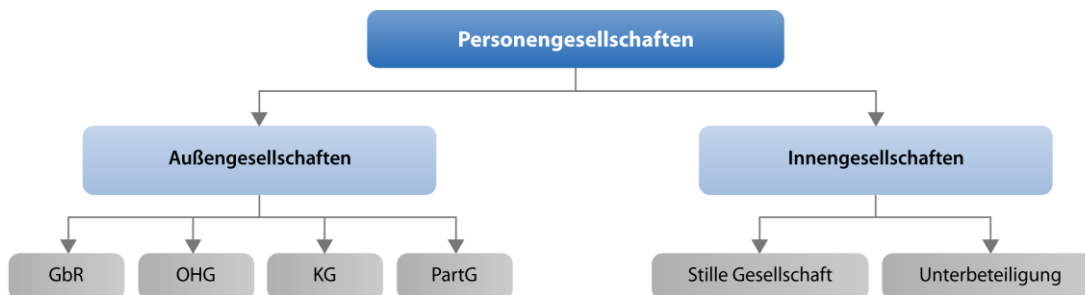 Personengesellschaften
Außengesellschaften
Innengesellschaften
GbR
OHG
KG
PartG
Stille Gesellschaft
Unterbeteiligung